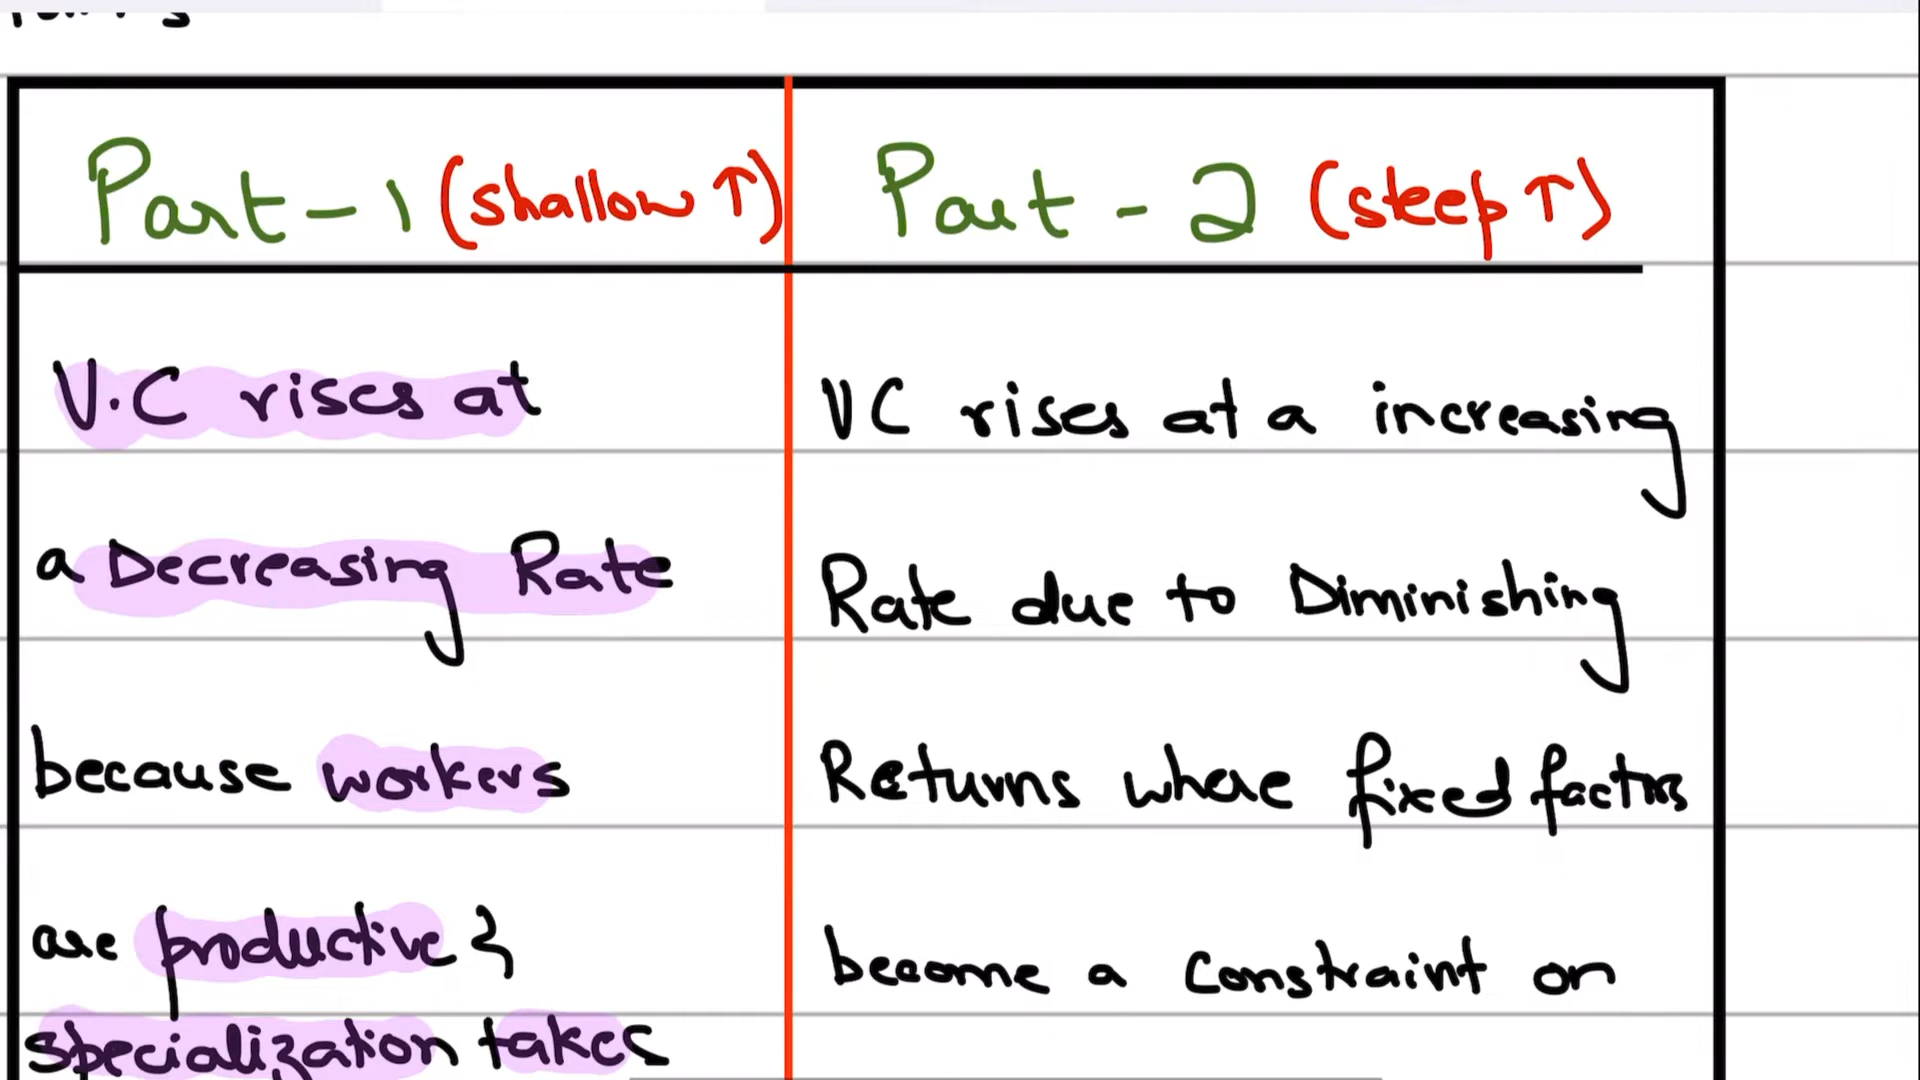 Part - 1 (shallow ↑)
V.C rises at
a Decreasing Rate
because workers
are productive &
specialization takes
Part - 2 (steep ↑)
VC rises at a increasing
Rate due to Diminishing
Returns where fixed factors
become a constraint on